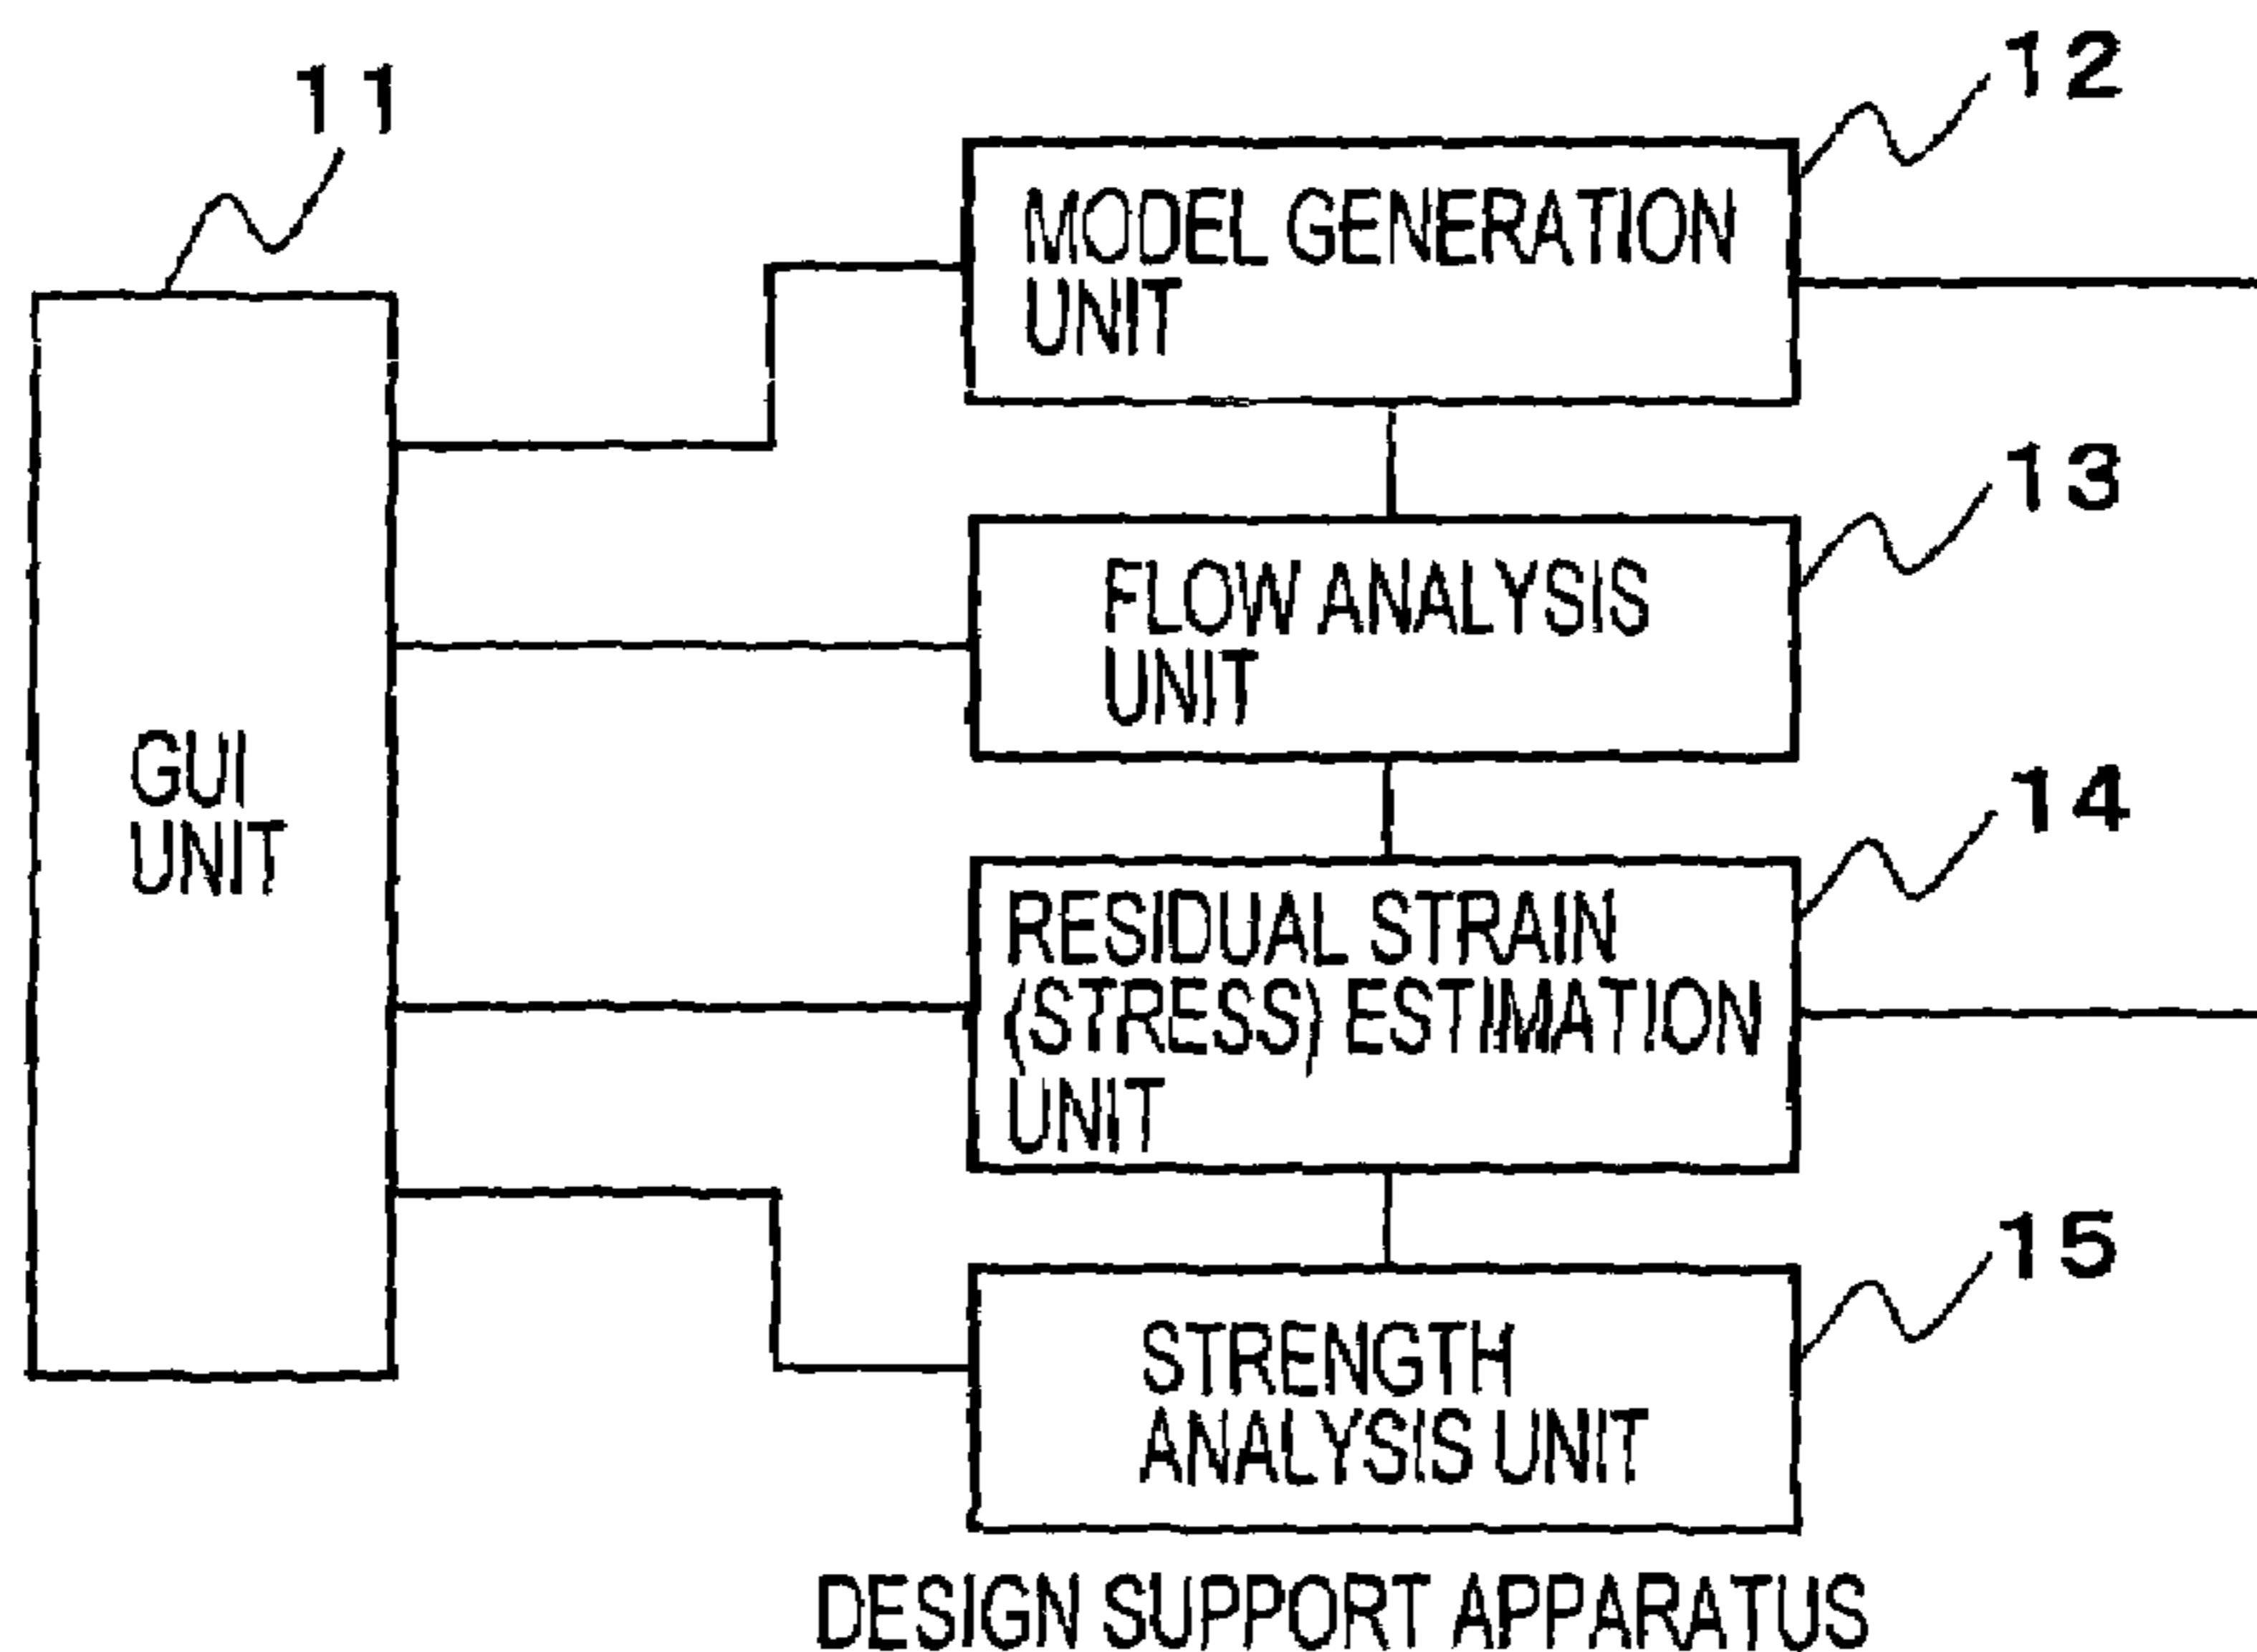 11
12
MODEL GENERATION
UNIT
13
FLOW ANALYSIS
UNIT
GUI
UNIT
14
RESIDUAL STRAIN
(STRESS) ESTIMATION
UNIT
15
STRENGTH
ANALYSIS UNIT
DESIGN SUPPORT APPARATUS